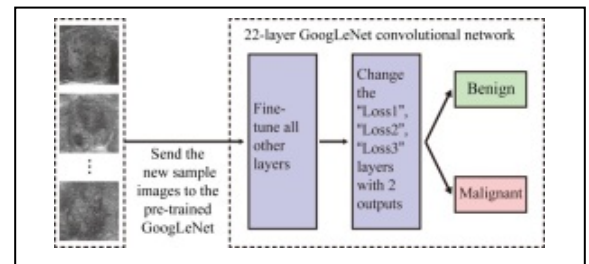 22-layer GoogLeNet convolutional network
Send the
new sample
images to the
pre-trained
GoogLeNet
Fine-
tune all
other
layers
Change
the
"Loss1",
"Loss2",
"Loss3"
layers
with 2
outputs
Benign
Malignant